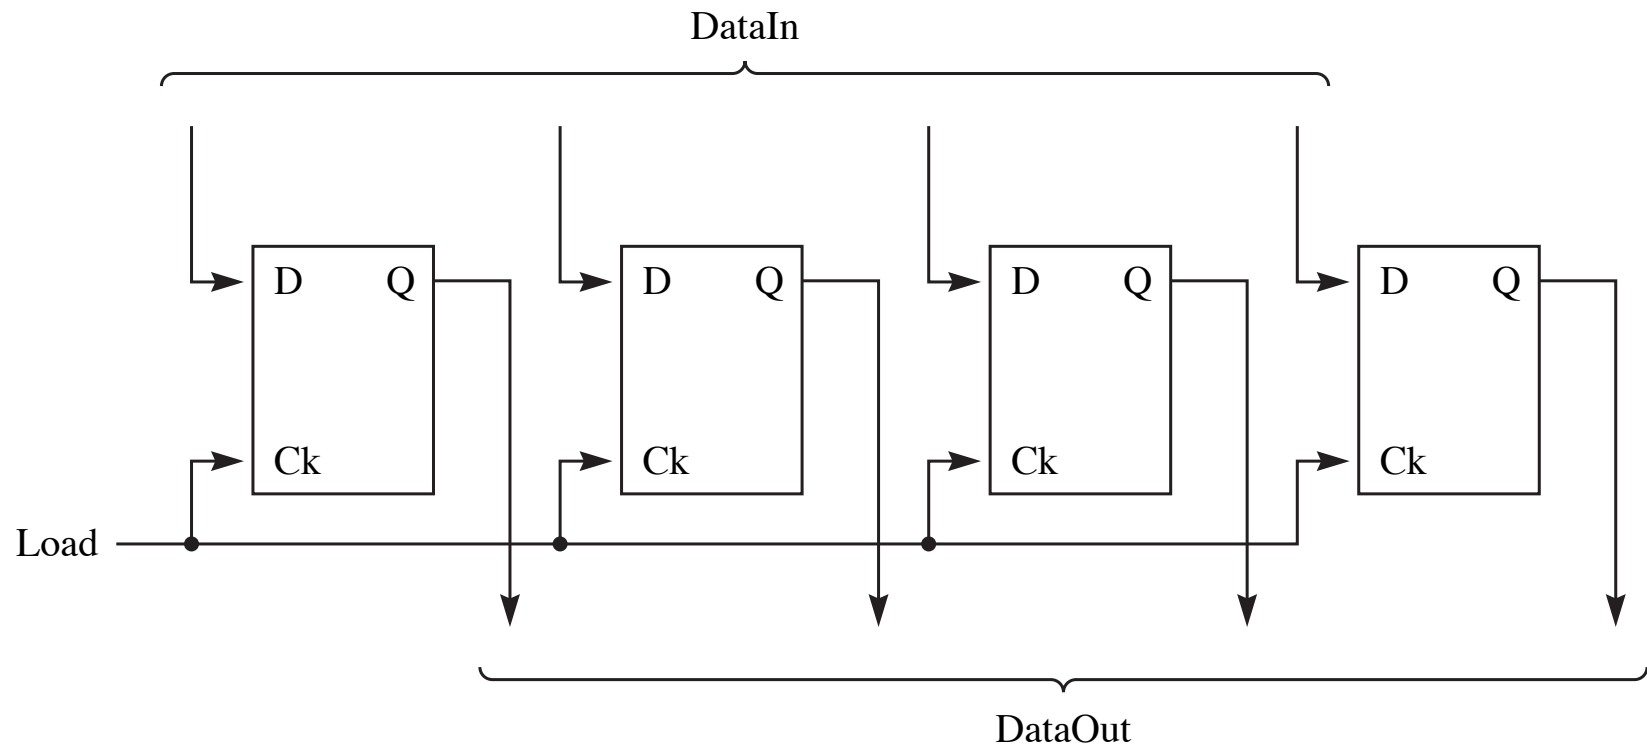 DataIn
D Q D Q D Q D Q
Ck Ck Ck Ck
Load
DataOut